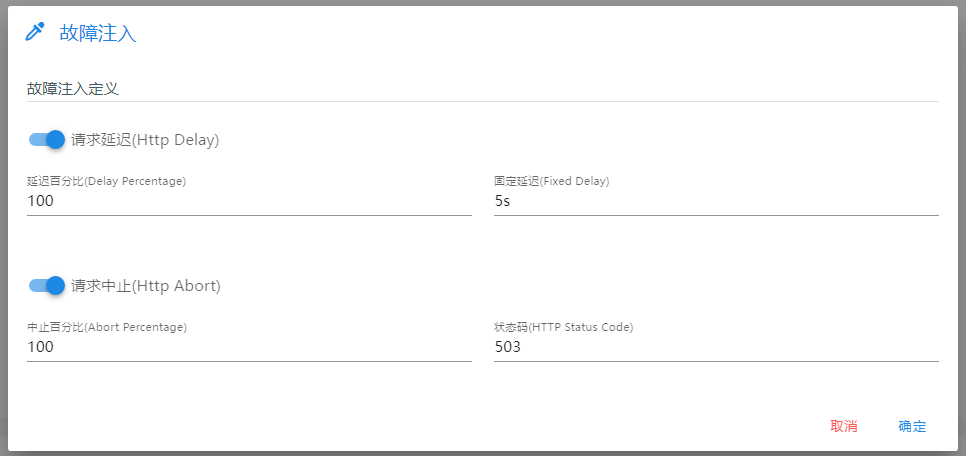 故障注入
故障注入定义
请求延迟(Http Delay)
延迟百分比(Delay Percentage)
固定延迟(Fixed Delay)
100
5s
请求中止(Http Abort)
中止百分比(Abort Percentage)
状态码(HTTP Status Code)
100
503
取消
确定